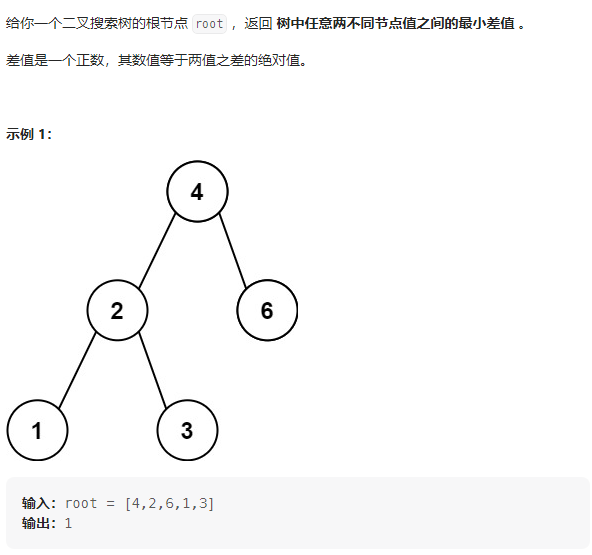 给你一个二叉搜索树的根节点 root ，返回 树中任意两不同节点值之间的最小差值 。
差值是一个正数，其数值等于两值之差的绝对值。
示例 1：
4
2
6
1
3
输入：root = [4,2,6,1,3]
输出：1